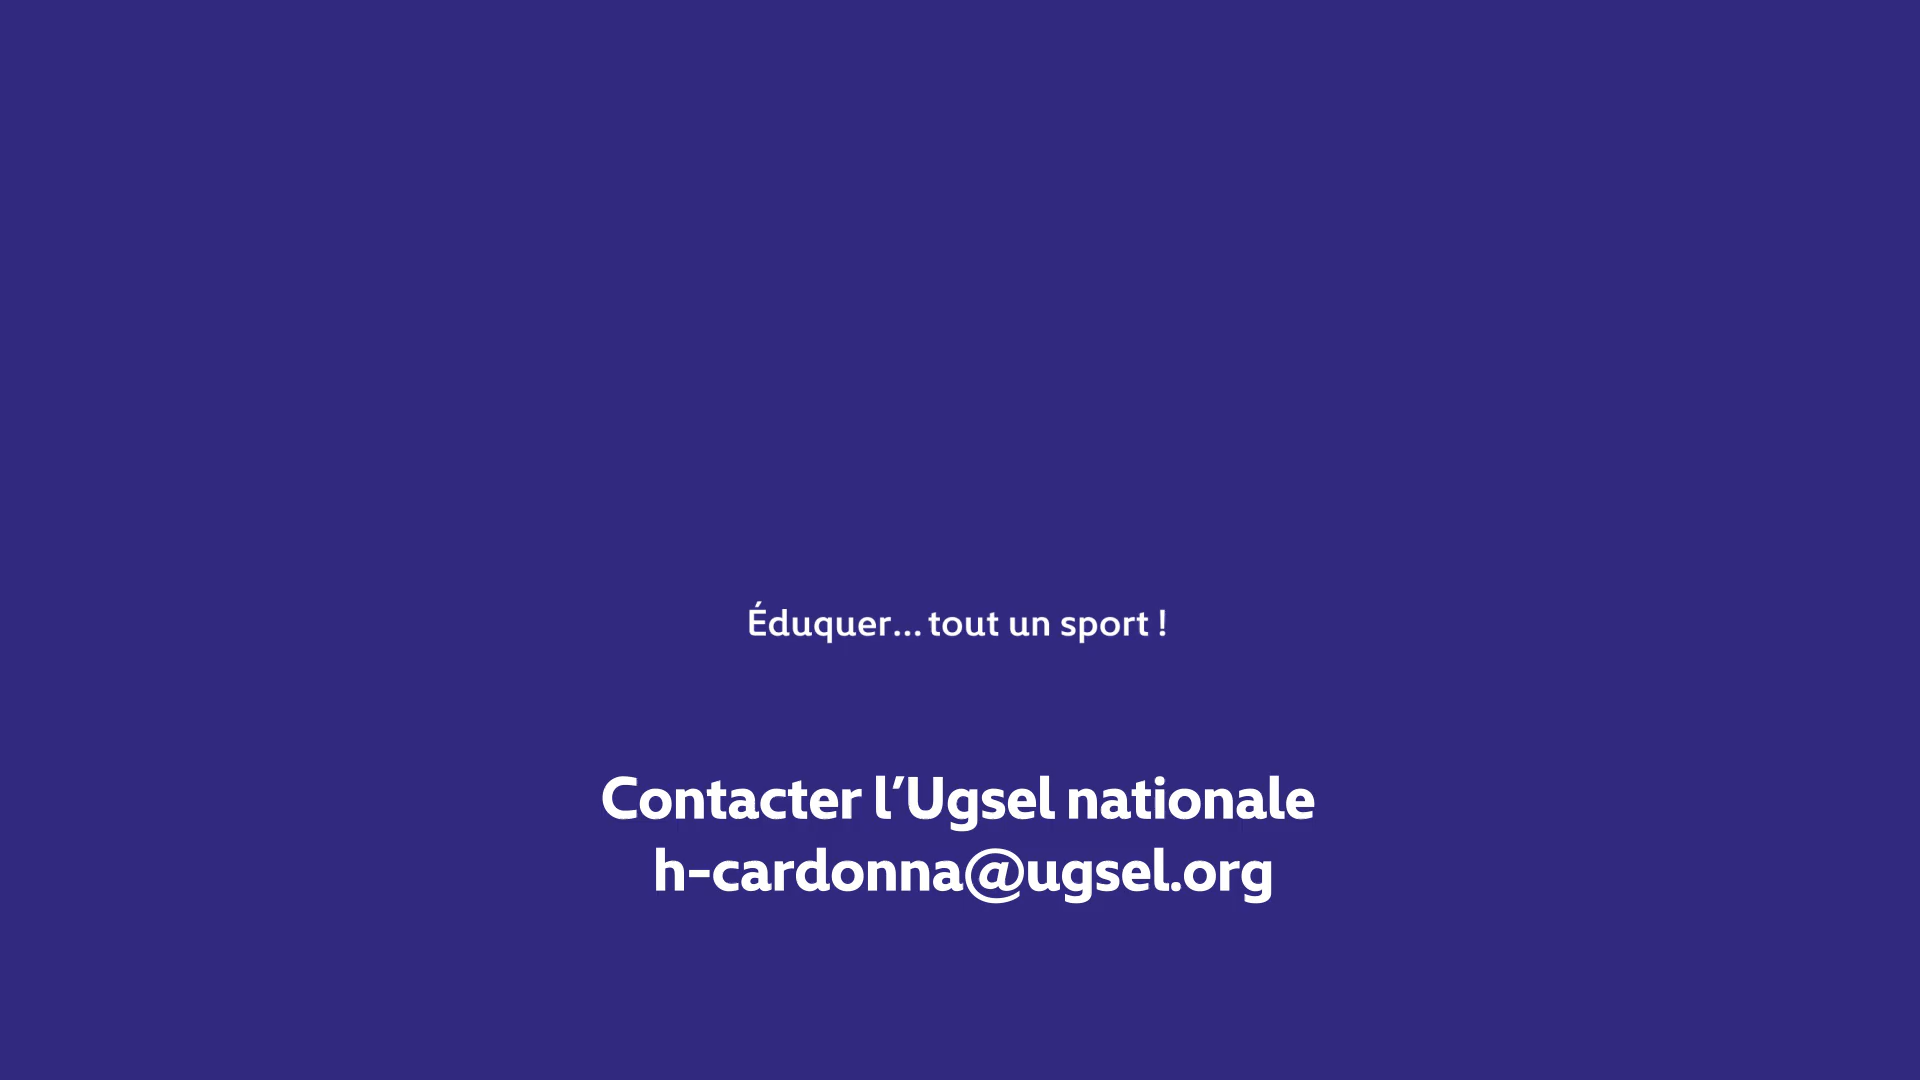 Éduquer... tout un sport !
Contacter l’Ugsel nationale
h-cardonna@ugsel.org